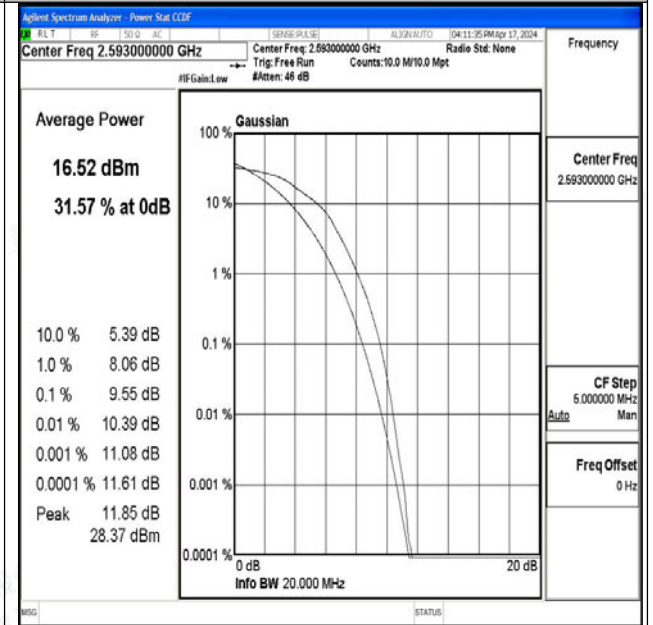 Agilent Spectrum Analyzer - Power Stat CCDF
RL T RF 50 Ω AC SENSE:PULSE ALIGN AUTO 04:11:35 PM Apr 17, 2024
Center Freq 2.593000000 GHz
Center Freq: 2.593000000 GHz Radio Std: None
Trig: Free Run Counts:10.0 M/10.0 Mpt
#IFGain:Low #Atten: 46 dB
Frequency
Average Power
16.52 dBm
31.57 % at 0dB
10.0 % 5.39 dB
1.0 % 8.06 dB
0.1 % 9.55 dB
0.01 % 10.39 dB
0.001 % 11.08 dB
0.0001 % 11.61 dB
Peak 11.85 dB
28.37 dBm
Gaussian
100 %
10 %
1 %
0.1 %
0.01 %
0.001 %
0.0001 %
0 dB 20 dB
Info BW 20.000 MHz
Center Freq
2.593000000 GHz
CF Step
5.000000 MHz
Auto Man
Freq Offset
0 Hz
MSG STATUS